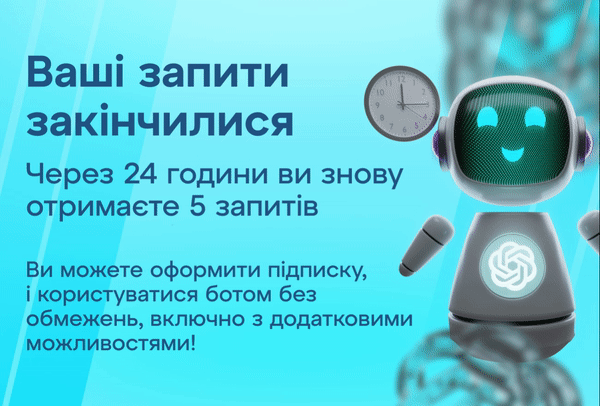 Ваші запити
закінчилися
Через 24 години ви знову
отримаєте 5 запитів
Ви можете оформити підписку,
і користуватися ботом без
обмежень, включно з додатковими
можливостями!